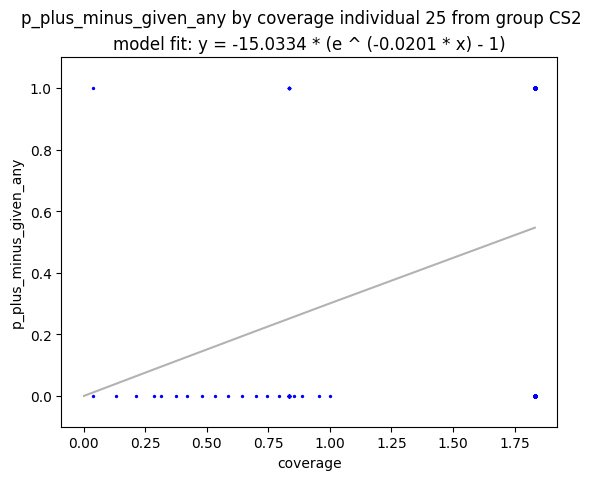 p_plus_minus_given_any by coverage individual 25 from group CS2
model fit: y = -15.0334 * (e ^ (-0.0201 * x) - 1)
1.0
0.8
0.6
0.4
0.2
0.0
p_plus_minus_given_any
0.00 0.25 0.50 0.75 1.00 1.25 1.50 1.75
coverage